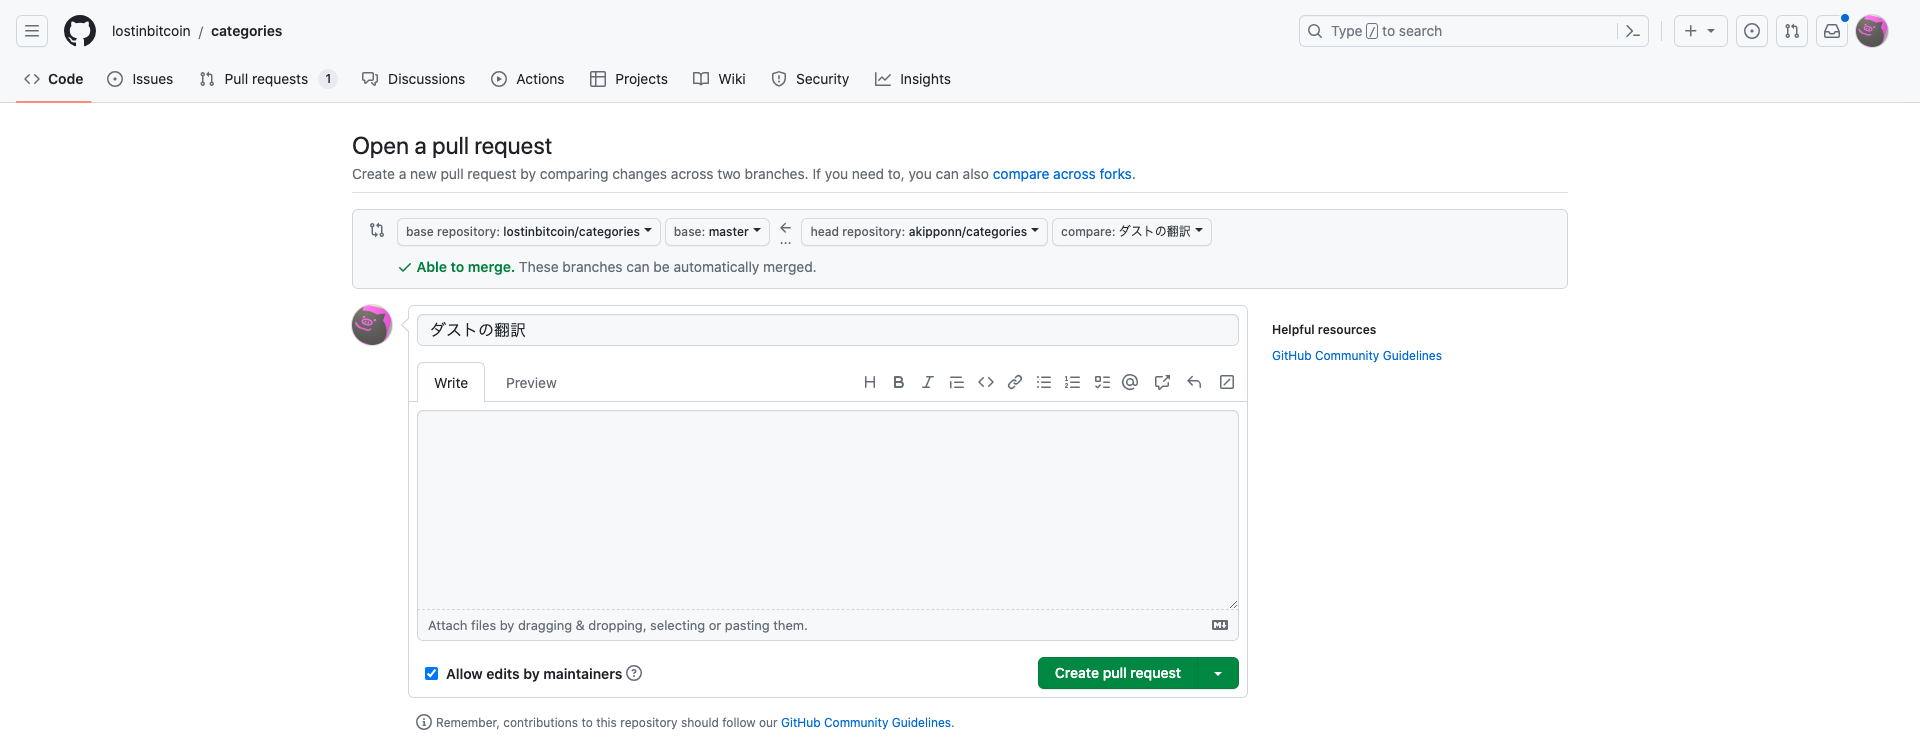 lostinbitcoin / categories
Type / to search
Code Issues Pull requests 1 Discussions Actions Projects Wiki Security Insights
Open a pull request
Create a new pull request by comparing changes across two branches. If you need to, you can also compare across forks.
base repository: lostinbitcoin/categories base: master ← ... head repository: akipponn/categories compare: ダストの翻訳
Able to merge. These branches can be automatically merged.
ダストの翻訳
Helpful resources
GitHub Community Guidelines
Write Preview
Attach files by dragging & dropping, selecting or pasting them.
Allow edits by maintainers
Create pull request
Remember, contributions to this repository should follow our GitHub Community Guidelines.